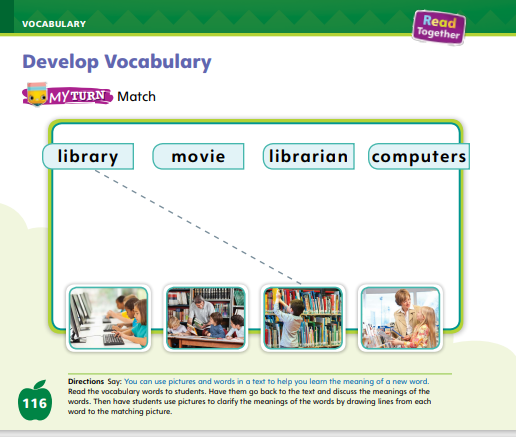 VOCABULARY
Read
Together
Develop Vocabulary
MY TURN Match
library movie librarian computers
Directions Say: You can use pictures and words in a text to help you learn the meaning of a new word.
Read the vocabulary words to students. Have them go back to the text and discuss the meanings of the
words. Then have students use pictures to clarify the meanings of the words by drawing lines from each
word to the matching picture.
116